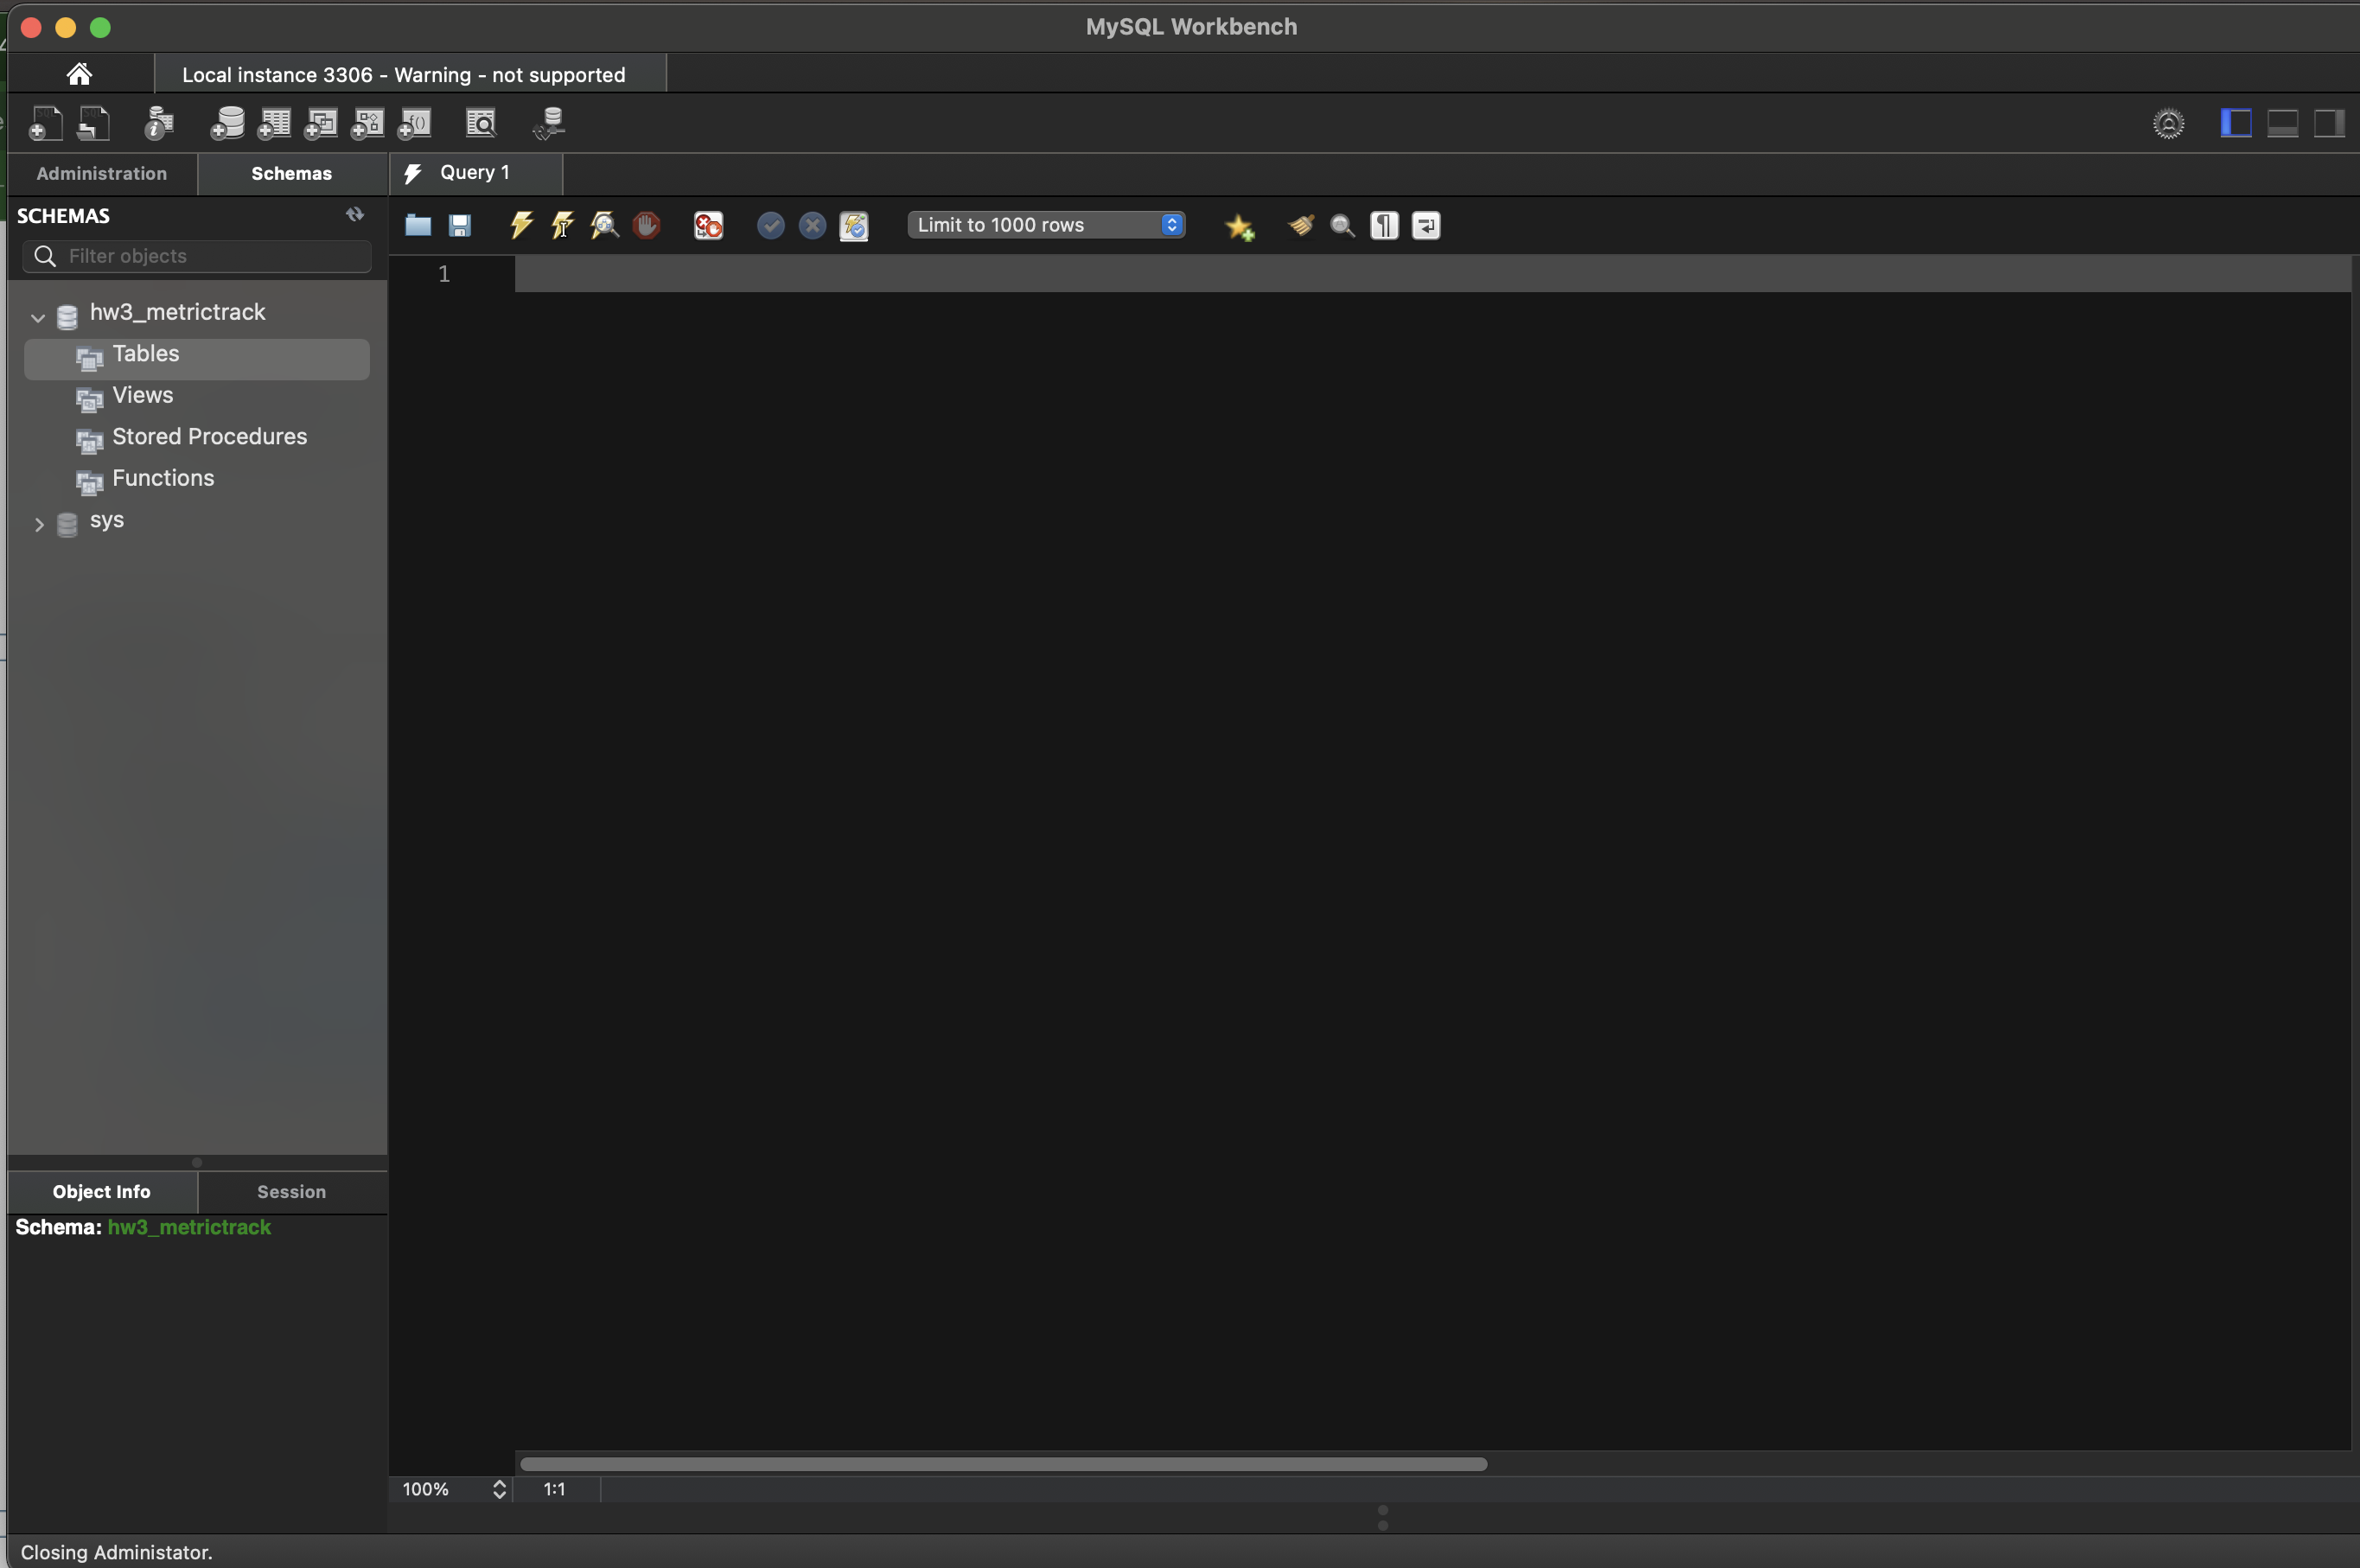 MySQL Workbench
Local instance 3306 - Warning - not supported
Administration
Schemas
Query 1
SCHEMAS
Filter objects
Limit to 1000 rows
1
hw3_metrictrack
Tables
Views
Stored Procedures
Functions
sys
Object Info
Session
Schema: hw3_metrictrack
100%
1:1
Closing Administator.